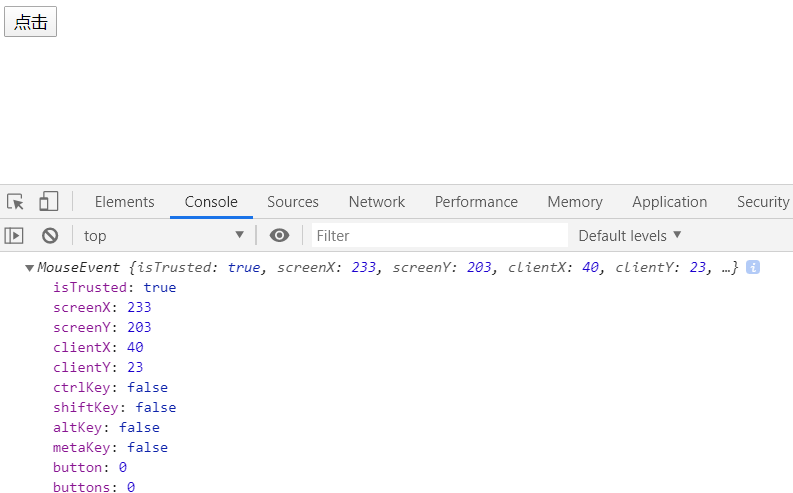 点击
Elements Console Sources Network Performance Memory Application Security
top Filter Default levels
MouseEvent {isTrusted: true, screenX: 233, screenY: 203, clientX: 40, clientY: 23, …}
isTrusted: true
screenX: 233
screenY: 203
clientX: 40
clientY: 23
ctrlKey: false
shiftKey: false
altKey: false
metaKey: false
button: 0
buttons: 0